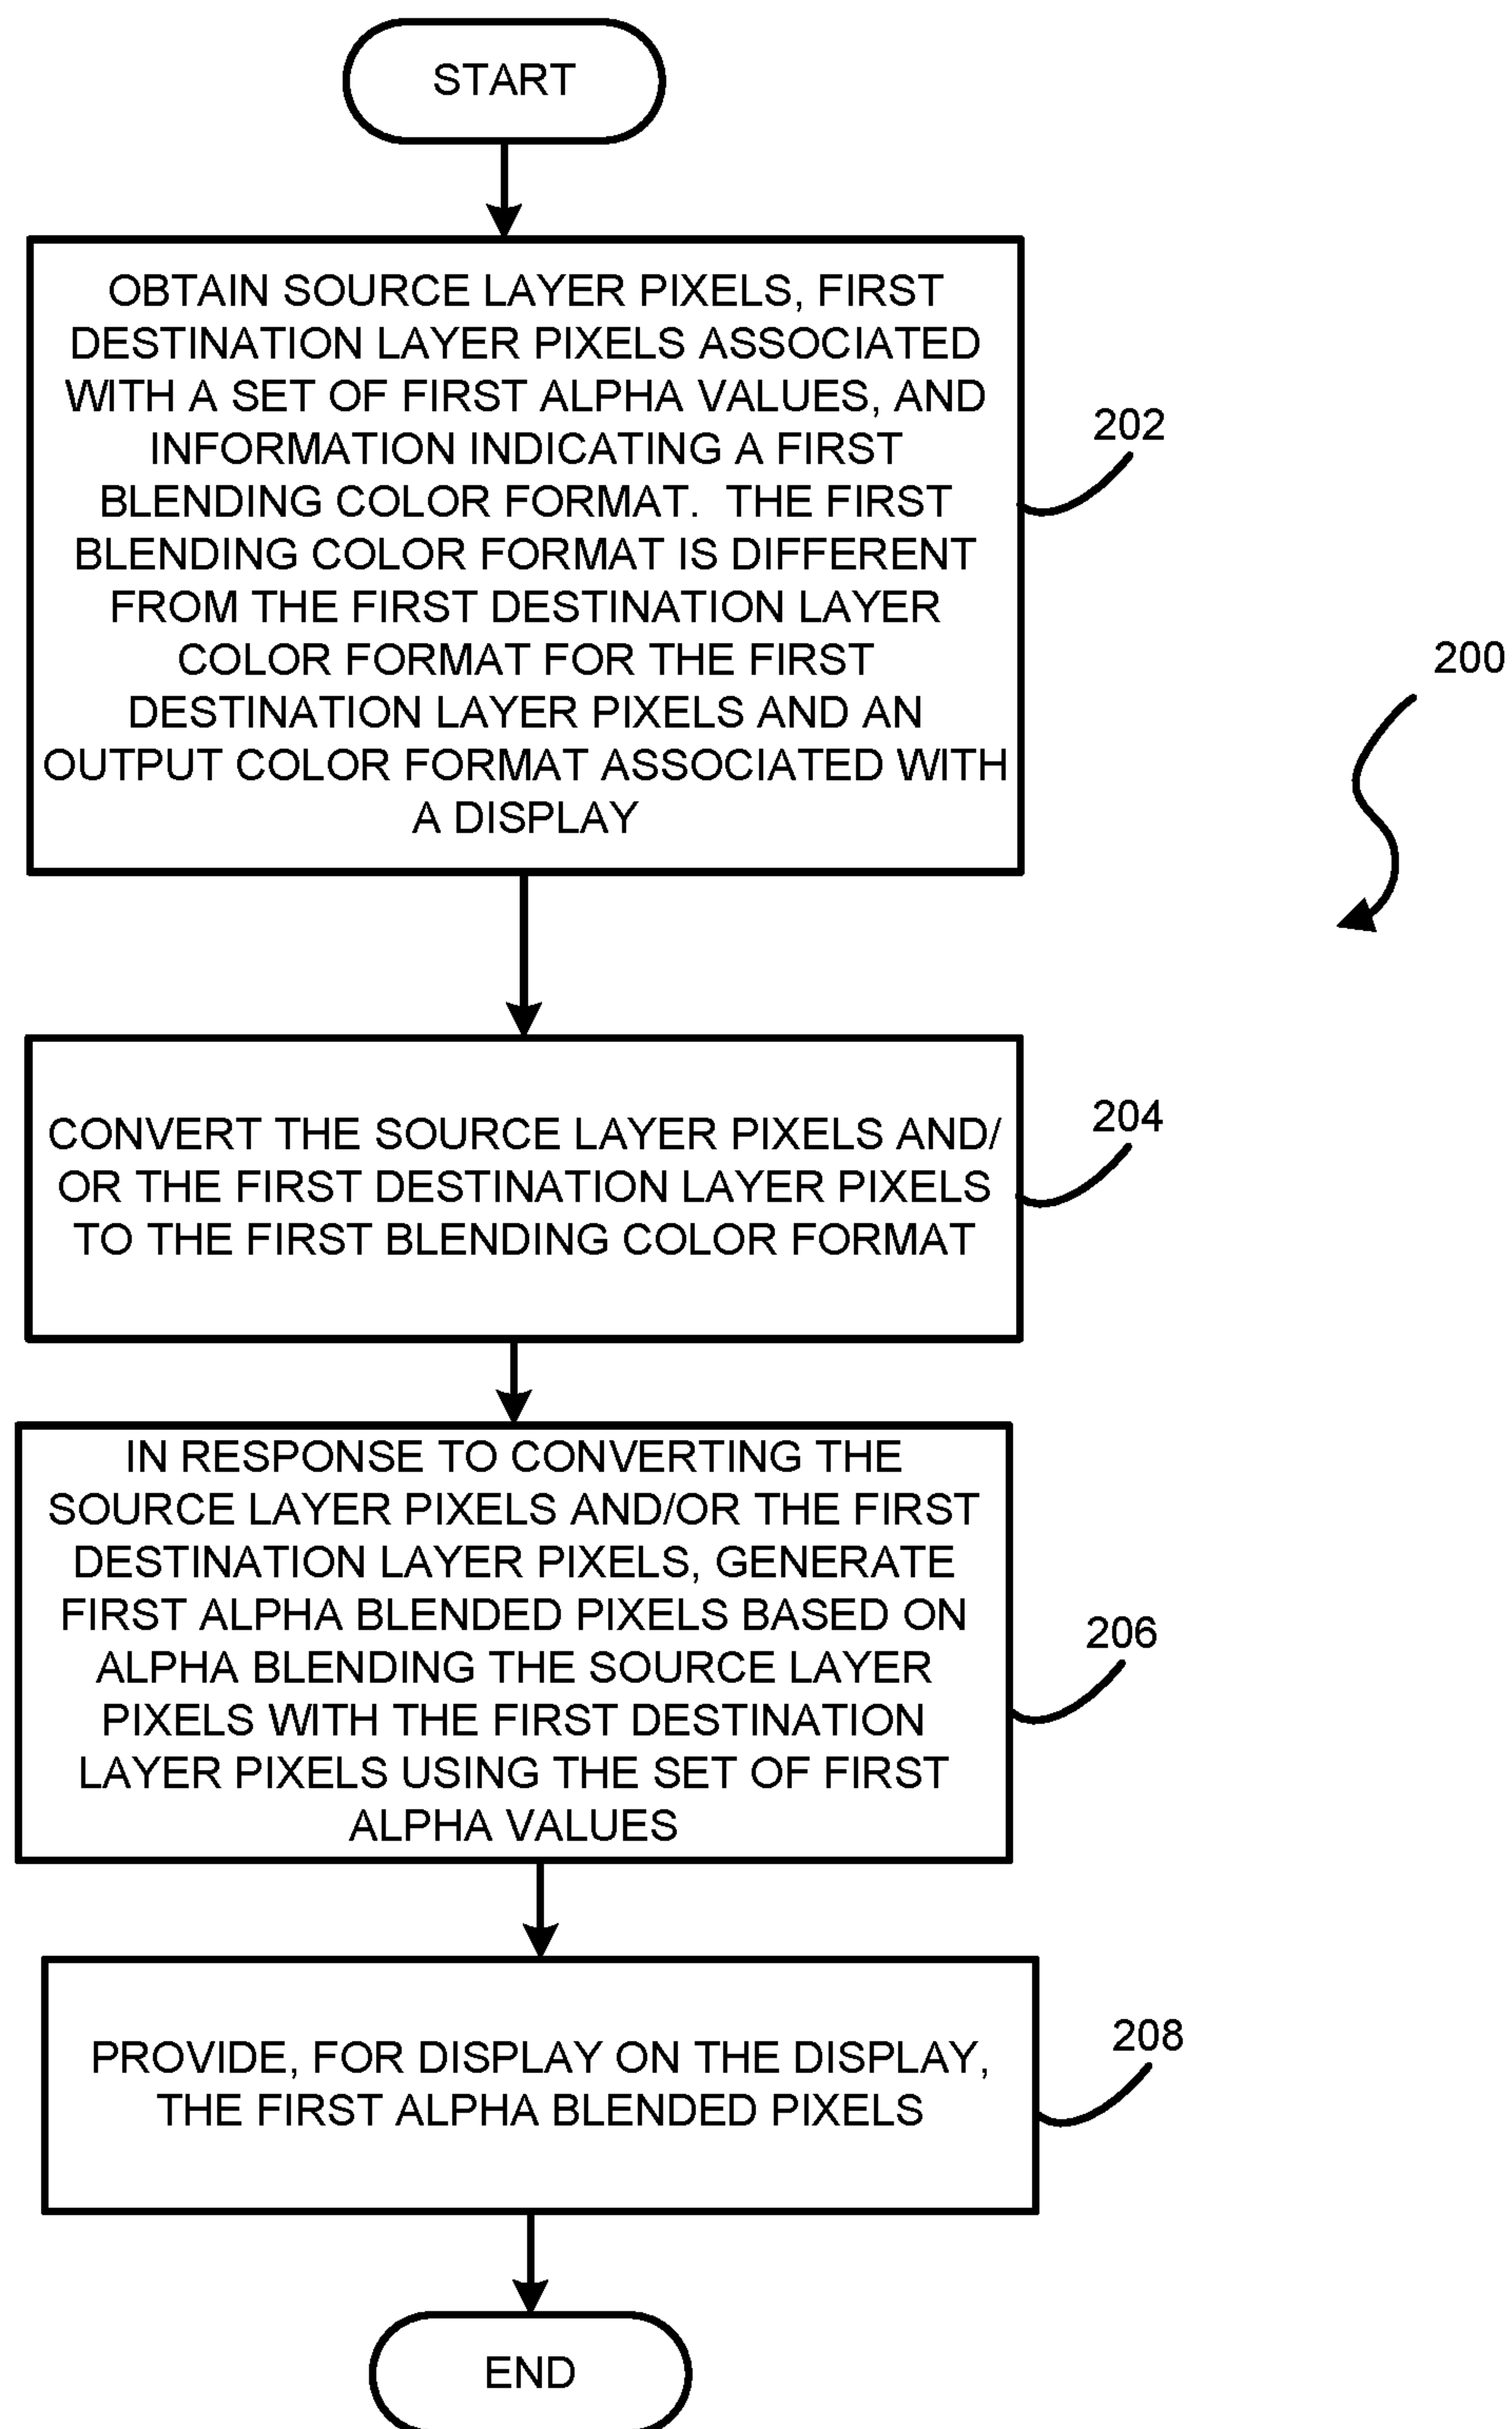 START
OBTAIN SOURCE LAYER PIXELS, FIRST
DESTINATION LAYER PIXELS ASSOCIATED
WITH A SET OF FIRST ALPHA VALUES, AND
INFORMATION INDICATING A FIRST
BLENDING COLOR FORMAT.  THE FIRST
BLENDING COLOR FORMAT IS DIFFERENT
FROM THE FIRST DESTINATION LAYER
COLOR FORMAT FOR THE FIRST
DESTINATION LAYER PIXELS AND AN
OUTPUT COLOR FORMAT ASSOCIATED WITH
A DISPLAY
202
200
CONVERT THE SOURCE LAYER PIXELS AND/
OR THE FIRST DESTINATION LAYER PIXELS
TO THE FIRST BLENDING COLOR FORMAT
204
IN RESPONSE TO CONVERTING THE
SOURCE LAYER PIXELS AND/OR THE FIRST
DESTINATION LAYER PIXELS, GENERATE
FIRST ALPHA BLENDED PIXELS BASED ON
ALPHA BLENDING THE SOURCE LAYER
PIXELS WITH THE FIRST DESTINATION
LAYER PIXELS USING THE SET OF FIRST
ALPHA VALUES
206
PROVIDE, FOR DISPLAY ON THE DISPLAY,
THE FIRST ALPHA BLENDED PIXELS
208
END